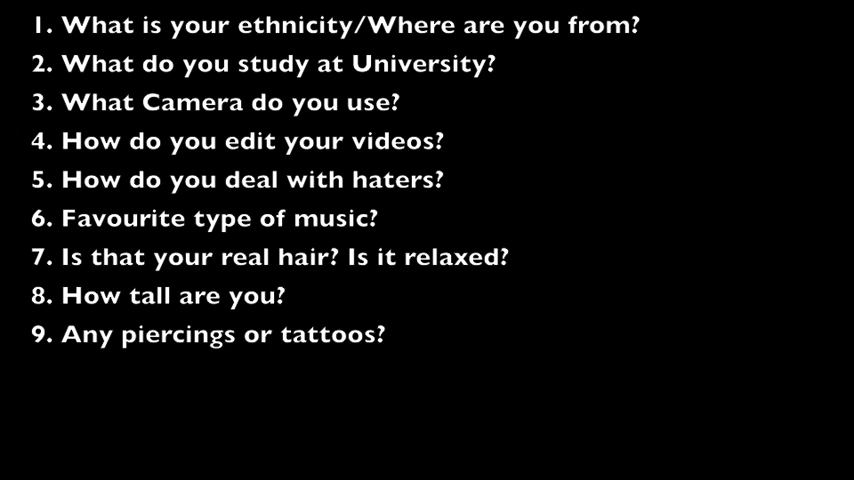 1. What is your ethnicity/Where are you from?
2. What do you study at University?
3. What Camera do you use?
4. How do you edit your videos?
5. How do you deal with haters?
6. Favourite type of music?
7. Is that your real hair? Is it relaxed?
8. How tall are you?
9. Any piercings or tattoos?